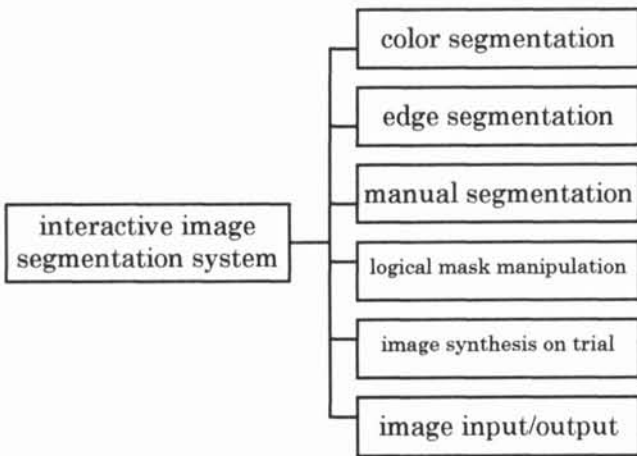 interactive image
segmentation system
color segmentation
edge segmentation
manual segmentation
logical mask manipulation
image synthesis on trial
image input/output